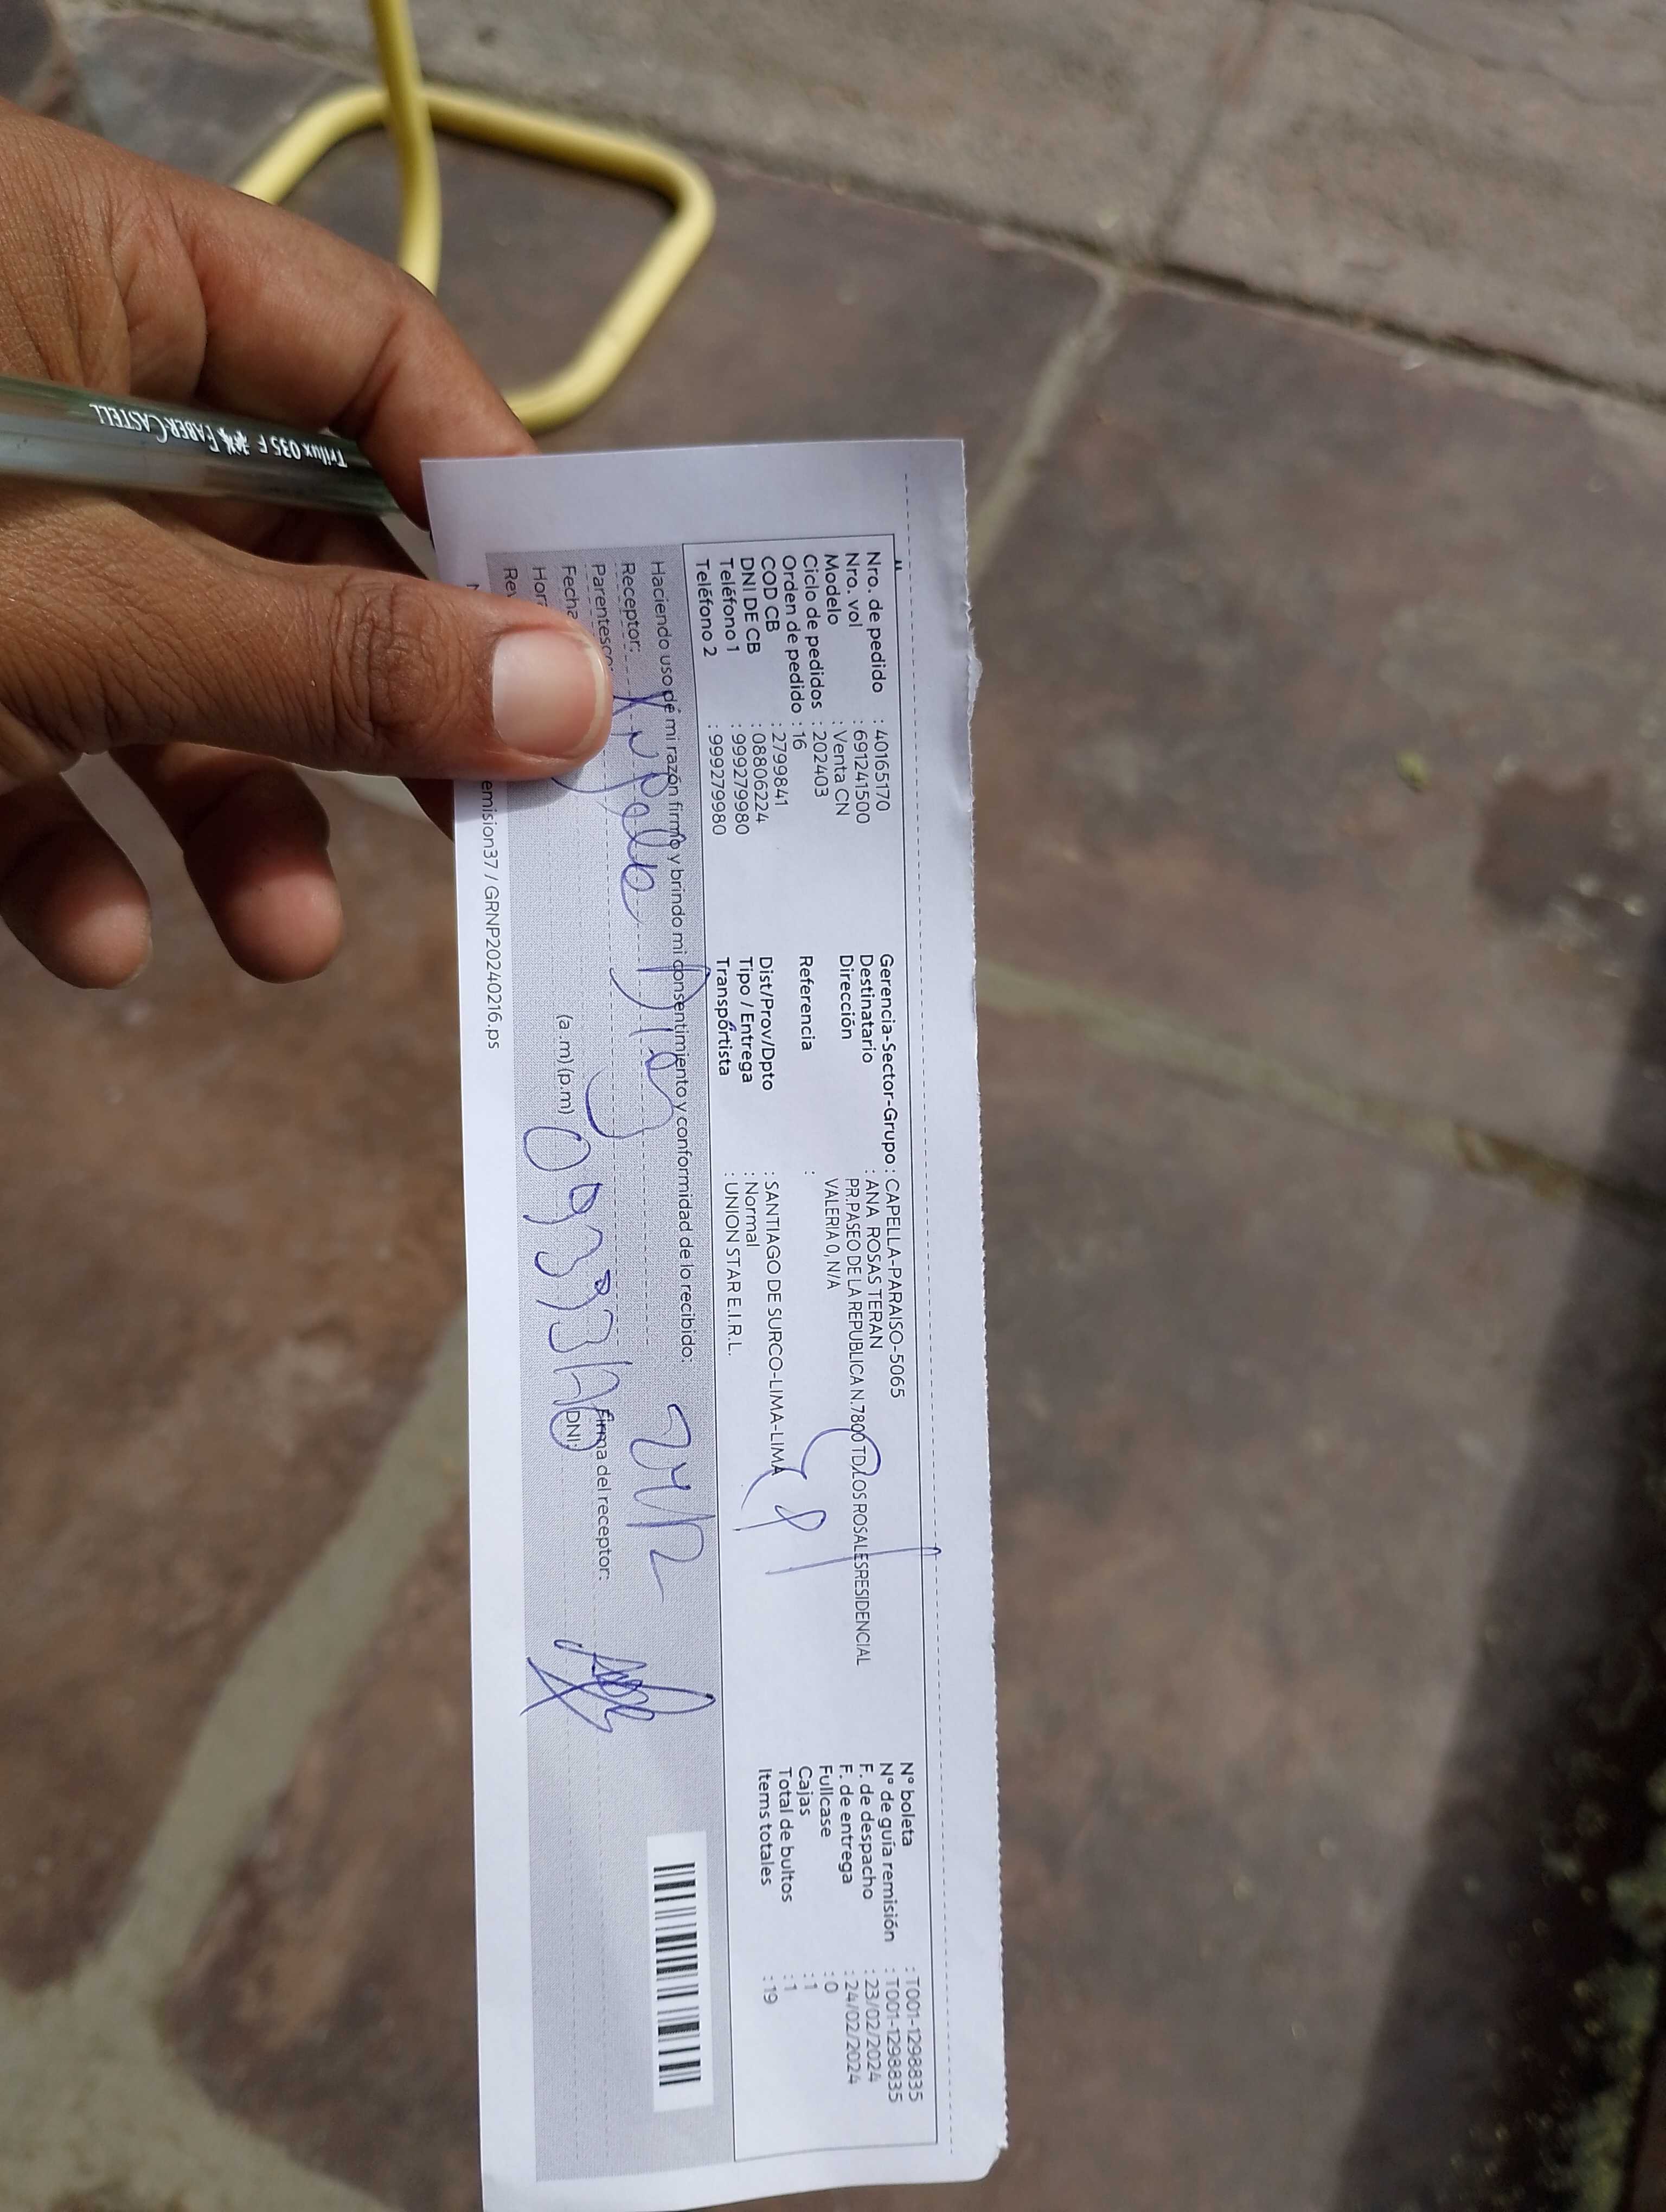 Trilux 035 F FABER CASTELL
Nro. de pedido : 40165170
Nro. vol : 691241500
Modelo : Venta CN
Ciclo de pedidos : 202403
Orden de pedido : 16
COD CB : 2799841
DNI DE CB : 08806224
Teléfono 1 : 999279980
Teléfono 2 : 999279980
Gerencia-Sector-Grupo : CAPELLA-PARAISO-5065
Destinatario : ANA ROSAS TERAN
Dirección PR.PASEO DE LA REPUBLICA N.7800 TD/LOS ROSALESRESIDENCIAL
VALERIA 0, N/A
Referencia :
Dist/Prov/Dpto : SANTIAGO DE SURCO-LIMA-LIMA
Tipo / Entrega : Normal
Transportista : UNION STAR E.I.R.L.
N° boleta : T001-1298835
N° de guía remisión : T001-1298835
F. de despacho : 23/02/2024
F. de entrega : 24/02/2024
Fullcase : 0
Cajas : 1
Total de bultos : 1
Items totales : 19
Haciendo uso de mi razón firmo y brindo mi consentimiento y conformidad de lo recibido:
Receptor:
Parentesco:
Fecha
Hora (a.m) (p.m)
Firma del receptor:
DNI:
emision37 / GRNP20240216.ps